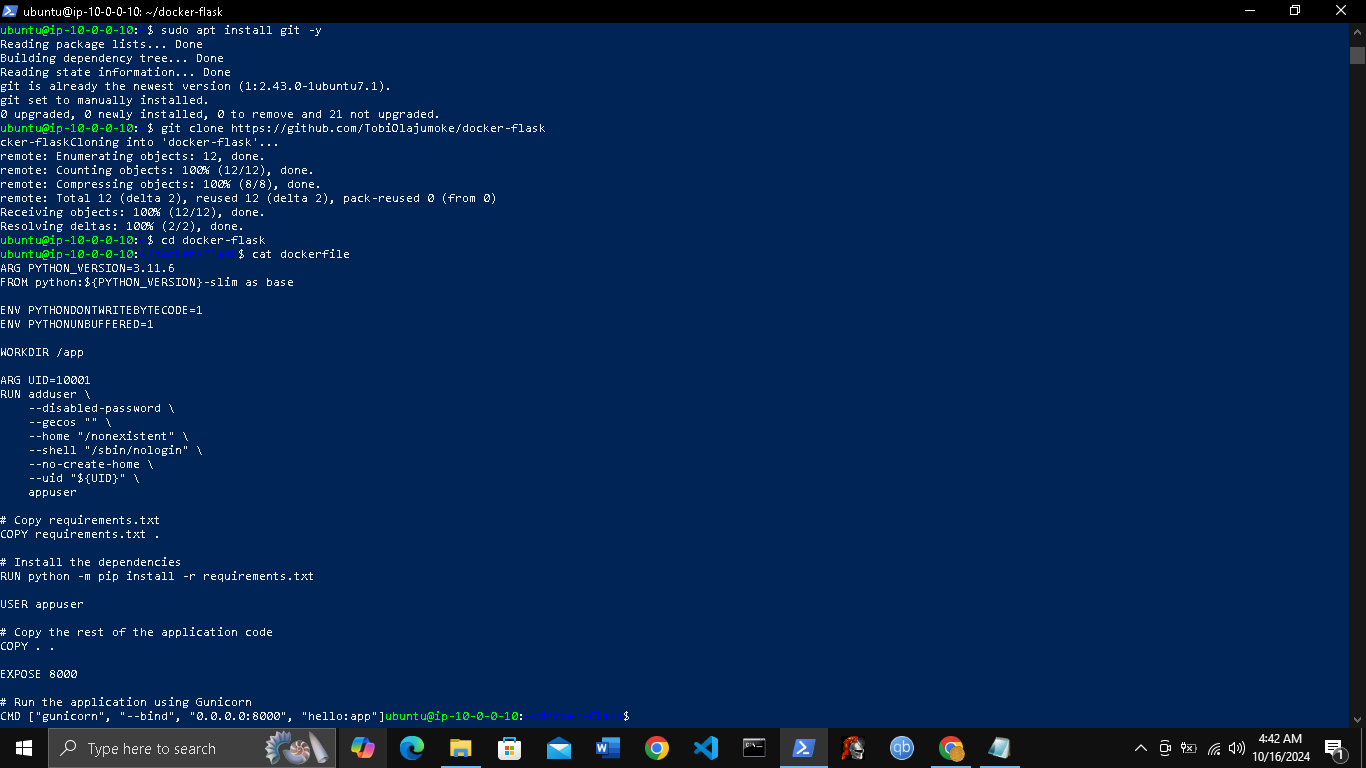 ubuntu@ip-10-0-0-10: ~/docker-flask
ubuntu@ip-10-0-0-10:~$ sudo apt install git -y
Reading package lists... Done
Building dependency tree... Done
Reading state information... Done
git is already the newest version (1:2.43.0-1ubuntu7.1).
git set to manually installed.
0 upgraded, 0 newly installed, 0 to remove and 21 not upgraded.
ubuntu@ip-10-0-0-10:~$ git clone https://github.com/TobiOlajumoke/docker-flask
cker-flaskCloning into 'docker-flask'...
remote: Enumerating objects: 12, done.
remote: Counting objects: 100% (12/12), done.
remote: Compressing objects: 100% (8/8), done.
remote: Total 12 (delta 2), reused 12 (delta 2), pack-reused 0 (from 0)
Receiving objects: 100% (12/12), done.
Resolving deltas: 100% (2/2), done.
ubuntu@ip-10-0-0-10:~$ cd docker-flask
ubuntu@ip-10-0-0-10:~/docker-flask$ cat dockerfile
ARG PYTHON_VERSION=3.11.6
FROM python:${PYTHON_VERSION}-slim as base

ENV PYTHONDONTWRITEBYTECODE=1
ENV PYTHONUNBUFFERED=1

WORKDIR /app

ARG UID=10001
RUN adduser \
    --disabled-password \
    --gecos "" \
    --home "/nonexistent" \
    --shell "/sbin/nologin" \
    --no-create-home \
    --uid "${UID}" \
    appuser

# Copy requirements.txt
COPY requirements.txt .

# Install the dependencies
RUN python -m pip install -r requirements.txt

USER appuser

# Copy the rest of the application code
COPY . .

EXPOSE 8000

# Run the application using Gunicorn
CMD ["gunicorn", "--bind", "0.0.0.0:8000", "hello:app"]ubuntu@ip-10-0-0-10:~/docker-flask$
Type here to search
qb
4:42 AM
10/16/2024
1